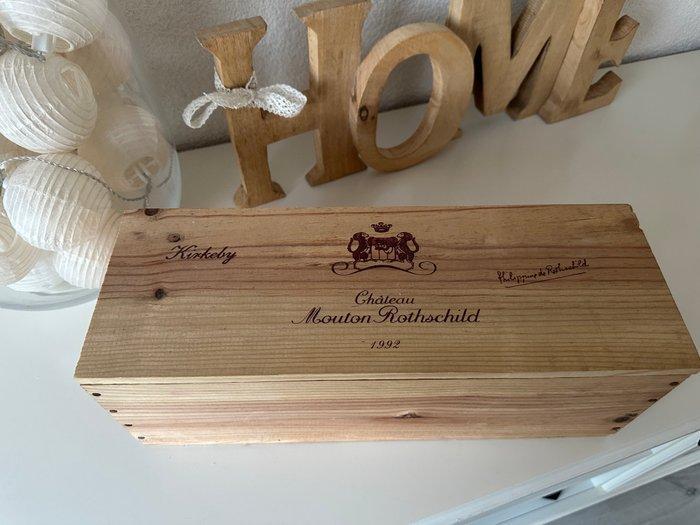 HOME
Kirkeby
Philippine de Rothschild
Château
Mouton Rothschild
1992